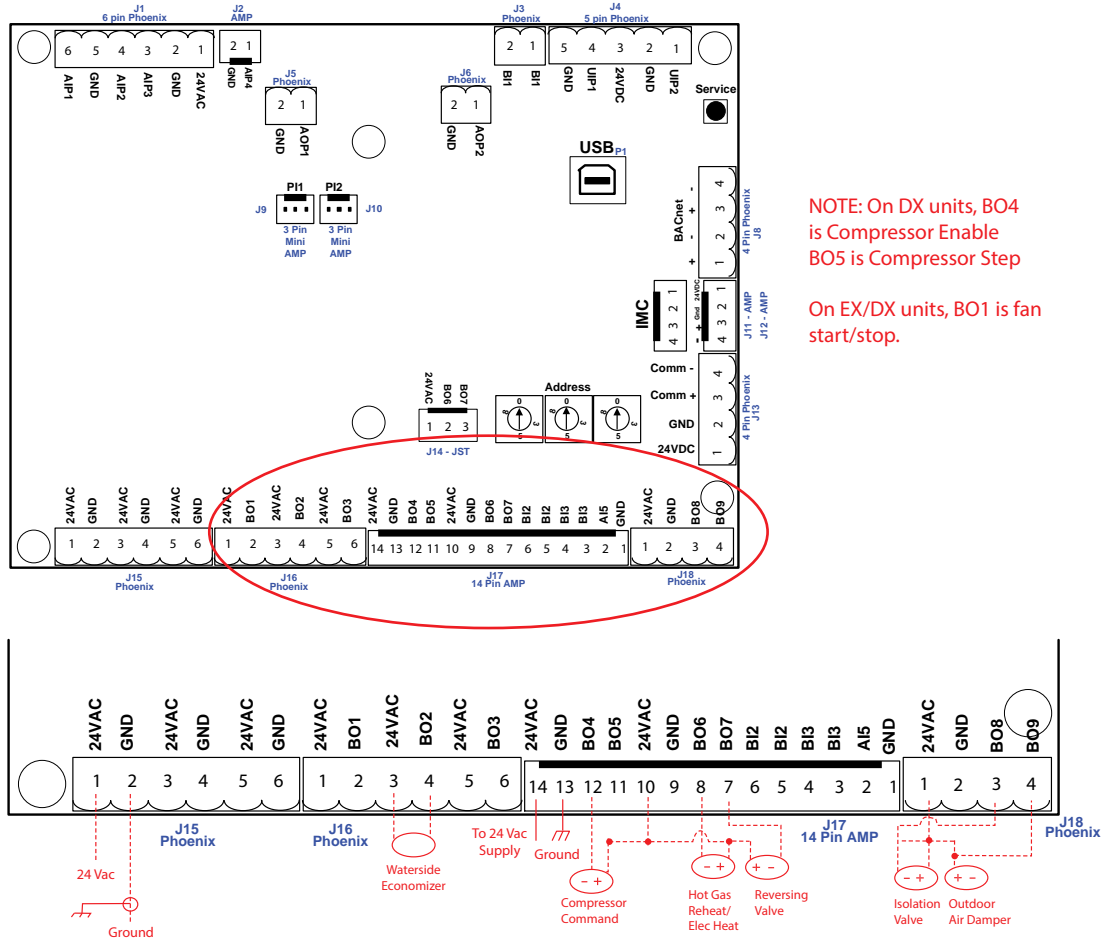 J1
6 pin Phoenix
6 5 4 3 2 1
AIP1 GND AIP2 AIP3 GND 24VAC
J2
AMP
2 1
GND AIP4
J5
Phoenix
2 1
GND AOP1
J3
Phoenix
2 1
BI1 BI1
J4
5 pin Phoenix
5 4 3 2 1
GND UIP1 24VDC GND UIP2
J6
Phoenix
2 1
GND AOP2
Service
USB P1
PI1 PI2
J9 J10
3 Pin
Mini
AMP
3 Pin
Mini
AMP
BACnet
- + - +
4 3 2 1
4 Pin Phoenix
J8
NOTE: On DX units, BO4
is Compressor Enable
BO5 is Compressor Step
On EX/DX units, BO1 is fan
start/stop.
IMC
4 3 2 1
- + Gnd 24VDC
4 3 2 1
J11 - AMP
J12 - AMP
Comm - 4
Comm + 3
GND 2
24VDC 1
4 Pin Phoenix
J13
24VAC BO6 BO7
1 2 3
J14 - JST
Address
0 0 0
8 3 8 3 8 3
5 5 5
24VAC GND 24VAC GND 24VAC GND
1 2 3 4 5 6
J15
Phoenix
24VAC BO1 24VAC BO2 24VAC BO3
1 2 3 4 5 6
J16
Phoenix
24VAC GND BO4 BO5 24VAC GND BO6 BO7 BI2 BI2 BI3 BI3 AI5 GND
14 13 12 11 10 9 8 7 6 5 4 3 2 1
J17
14 Pin AMP
24VAC GND BO8 BO9
1 2 3 4
J18
Phoenix
24VAC GND 24VAC GND 24VAC GND
1 2 3 4 5 6
J15
Phoenix
24VAC BO1 24VAC BO2 24VAC BO3
1 2 3 4 5 6
J16
Phoenix
24VAC GND BO4 BO5 24VAC GND BO6 BO7 BI2 BI2 BI3 BI3 AI5 GND
14 13 12 11 10 9 8 7 6 5 4 3 2 1
J17
14 Pin AMP
24VAC GND BO8 BO9
1 2 3 4
J18
Phoenix
24 Vac
Ground
Waterside
Economizer
To 24 Vac
Supply
Ground
- +
Compressor
Command
- +
Hot Gas
Reheat/
Elec Heat
+ -
Reversing
Valve
- +
Isolation
Valve
+ -
Outdoor
Air Damper